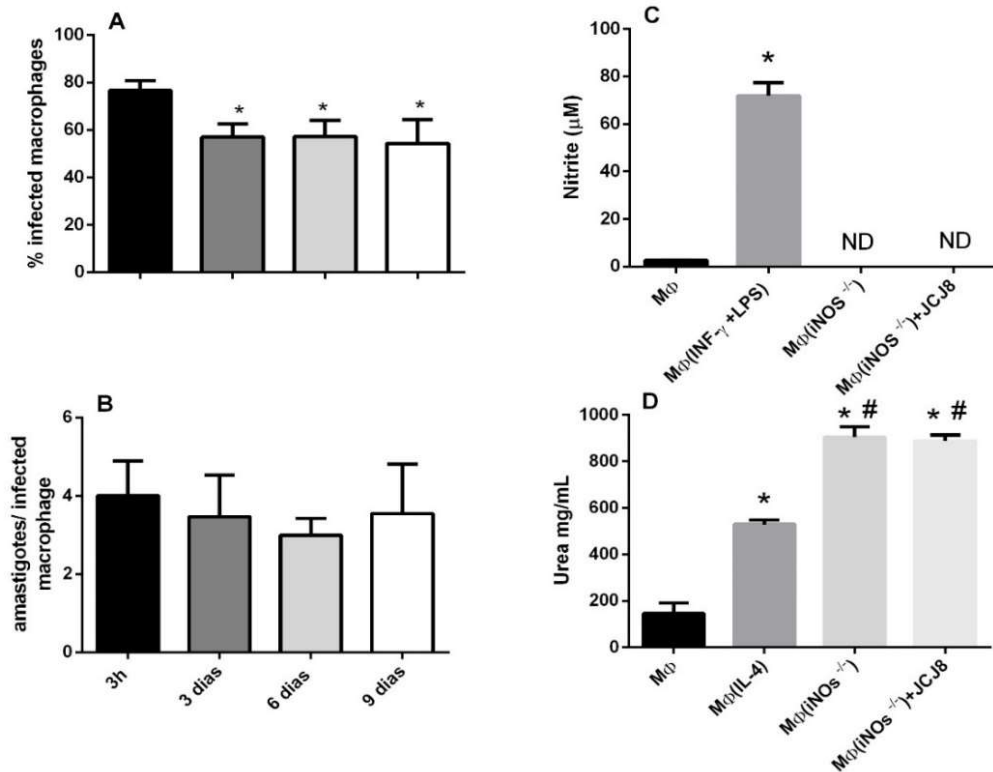 A
% infected macrophages
100
80
60
40
20
0
*
*
*
B
amastigotes/ infected
macrophage
6
4
2
0
3h
3 dias
6 dias
9 dias
C
Nitrite (μM)
100
80
60
40
20
0
*
ND
ND
MΦ
MΦ(INF-γ +LPS)
MΦ(iNOS -/-)
MΦ(iNOS -/-)+JCJ8
D
Urea mg/mL
1000
800
600
400
200
0
*
* #
* #
MΦ
MΦ(IL-4)
MΦ(iNOs -/-)
MΦ(iNOs -/-)+JCJ8